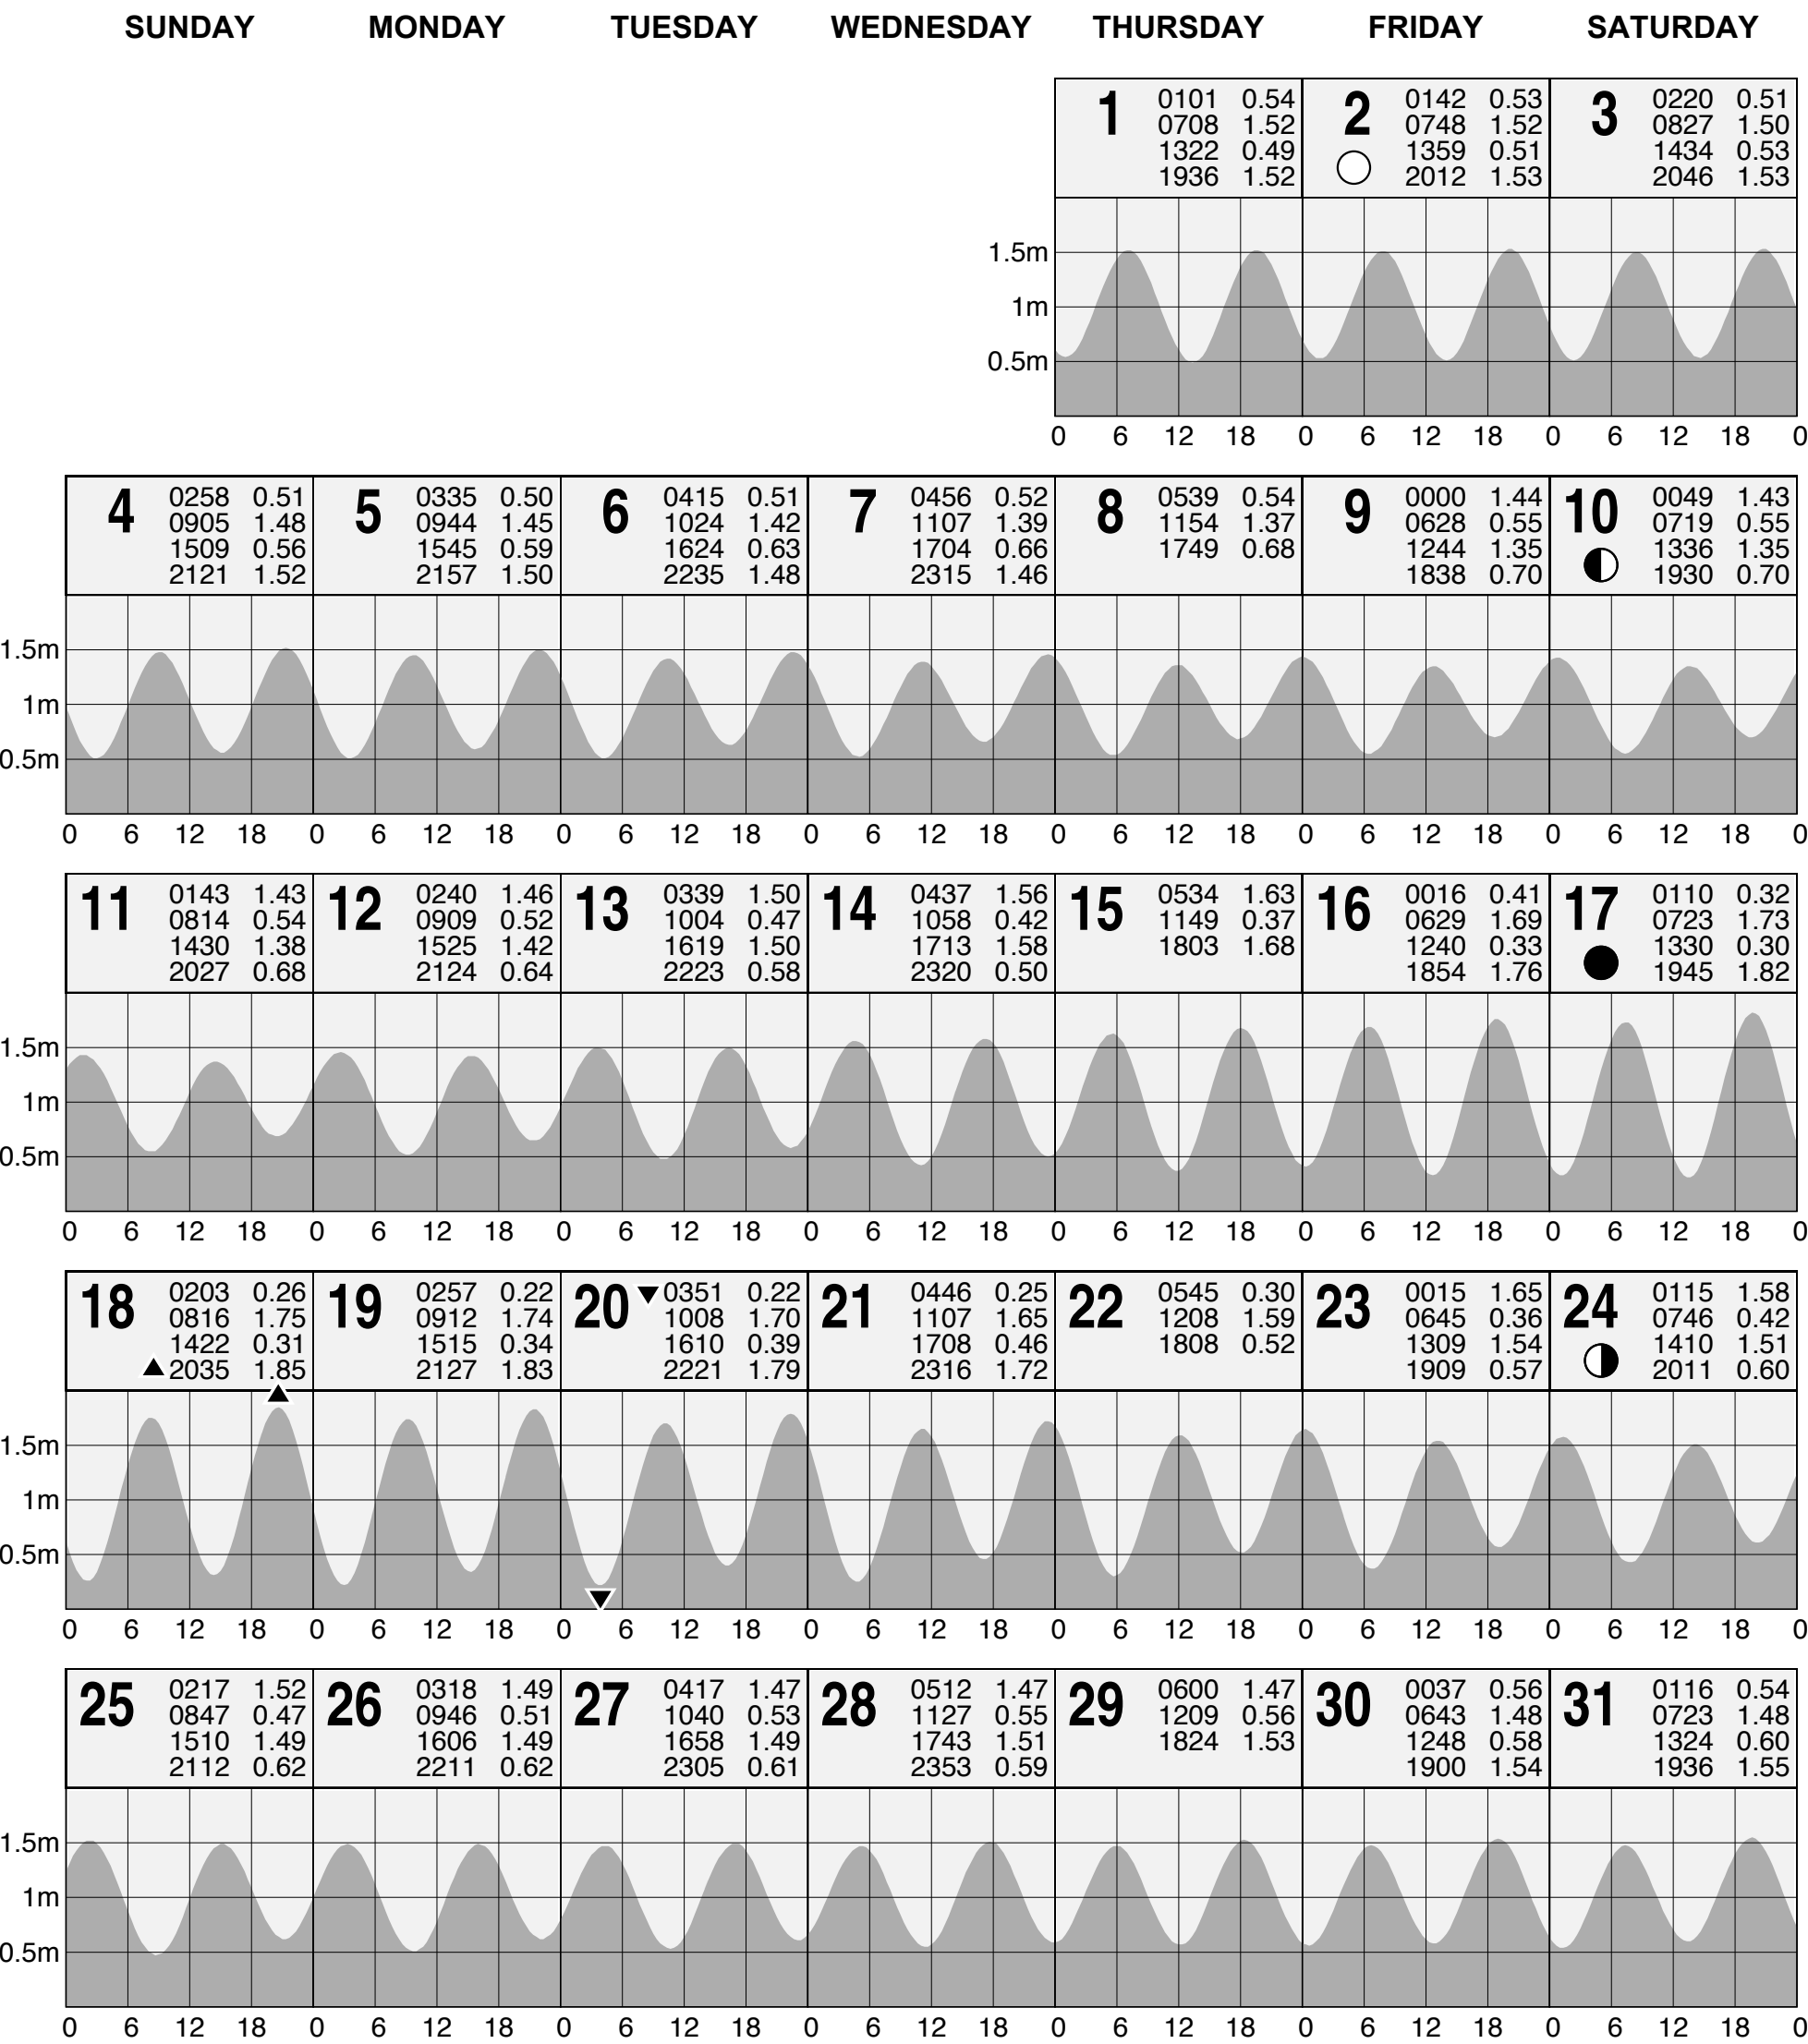 SUNDAY MONDAY TUESDAY WEDNESDAY THURSDAY FRIDAY SATURDAY
1 0101 0.54 2 0142 0.53 3 0220 0.51
0708 1.52 0748 1.52 0827 1.50
1322 0.49 1359 0.51 1434 0.53
1936 1.52 2012 1.53 2046 1.53
1.5m
1m
0.5m
0 6 12 18 0 6 12 18 0 6 12 18 0
4 0258 0.51 5 0335 0.50 6 0415 0.51 7 0456 0.52 8 0539 0.54 9 0000 1.44 10 0049 1.43
0905 1.48 0944 1.45 1024 1.42 1107 1.39 1154 1.37 0628 0.55 0719 0.55
1509 0.56 1545 0.59 1624 0.63 1704 0.66 1749 0.68 1244 1.35 1336 1.35
2121 1.52 2157 1.50 2235 1.48 2315 1.46 1838 0.70 1930 0.70
1.5m
1m
0.5m
0 6 12 18 0 6 12 18 0 6 12 18 0 6 12 18 0 6 12 18 0 6 12 18 0 6 12 18 0
11 0143 1.43 12 0240 1.46 13 0339 1.50 14 0437 1.56 15 0534 1.63 16 0016 0.41 17 0110 0.32
0814 0.54 0909 0.52 1004 0.47 1058 0.42 1149 0.37 0629 1.69 0723 1.73
1430 1.38 1525 1.42 1619 1.50 1713 1.58 1803 1.68 1240 0.33 1330 0.30
2027 0.68 2124 0.64 2223 0.58 2320 0.50 1854 1.76 1945 1.82
1.5m
1m
0.5m
0 6 12 18 0 6 12 18 0 6 12 18 0 6 12 18 0 6 12 18 0 6 12 18 0 6 12 18 0
18 0203 0.26 19 0257 0.22 20 0351 0.22 21 0446 0.25 22 0545 0.30 23 0015 1.65 24 0115 1.58
0816 1.75 0912 1.74 1008 1.70 1107 1.65 1208 1.59 0645 0.36 0746 0.42
1422 0.31 1515 0.34 1610 0.39 1708 0.46 1808 0.52 1309 1.54 1410 1.51
2035 1.85 2127 1.83 2221 1.79 2316 1.72 1909 0.57 2011 0.60
1.5m
1m
0.5m
0 6 12 18 0 6 12 18 0 6 12 18 0 6 12 18 0 6 12 18 0 6 12 18 0 6 12 18 0
25 0217 1.52 26 0318 1.49 27 0417 1.47 28 0512 1.47 29 0600 1.47 30 0037 0.56 31 0116 0.54
0847 0.47 0946 0.51 1040 0.53 1127 0.55 1209 0.56 0643 1.48 0723 1.48
1510 1.49 1606 1.49 1658 1.49 1743 1.51 1824 1.53 1248 0.58 1324 0.60
2112 0.62 2211 0.62 2305 0.61 2353 0.59 1900 1.54 1936 1.55
1.5m
1m
0.5m
0 6 12 18 0 6 12 18 0 6 12 18 0 6 12 18 0 6 12 18 0 6 12 18 0 6 12 18 0